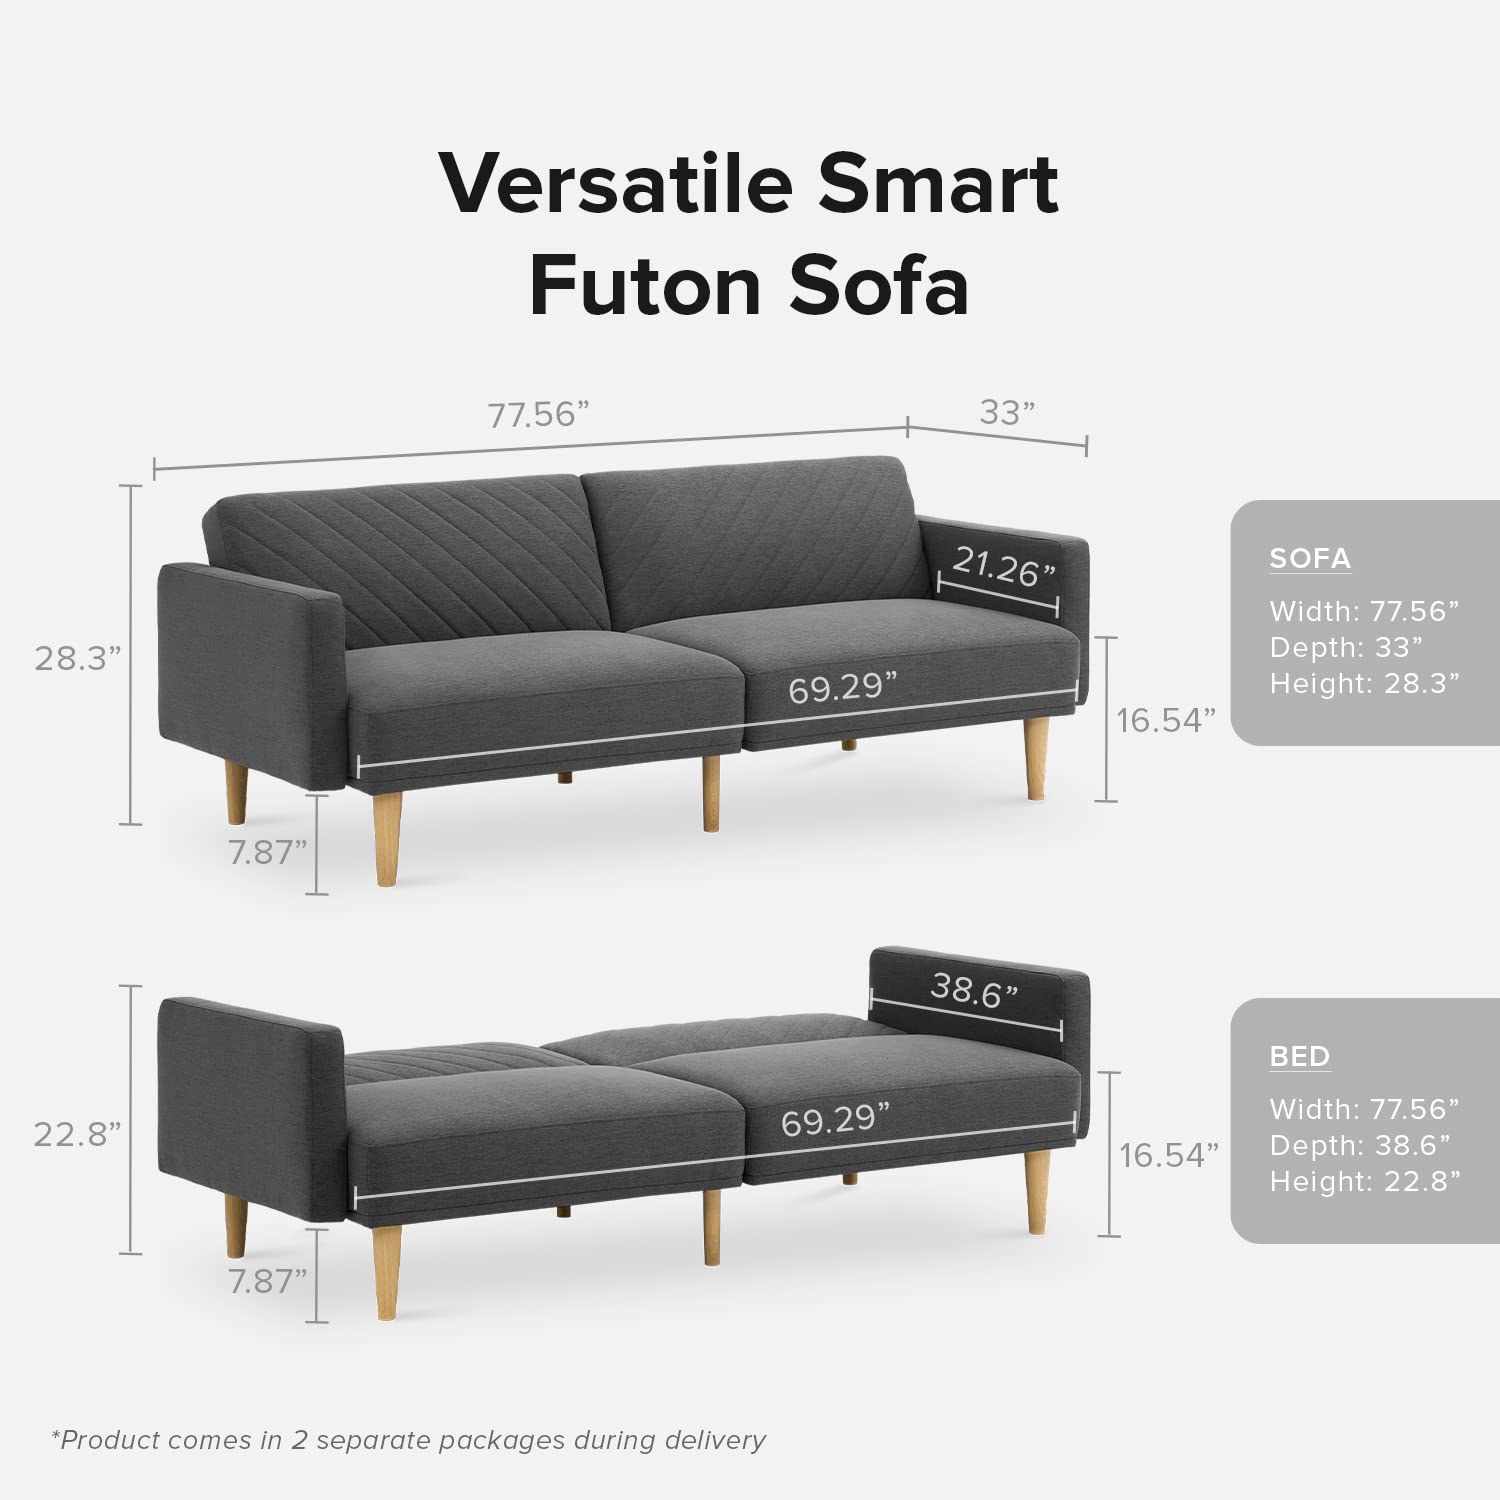 Versatile Smart
Futon Sofa
77.56”
33”
28.3”
21.26”
69.29”
16.54”
7.87”
SOFA
Width: 77.56”
Depth: 33”
Height: 28.3”
38.6”
22.8”
69.29”
16.54”
7.87”
BED
Width: 77.56”
Depth: 38.6”
Height: 22.8”
*Product comes in 2 separate packages during delivery